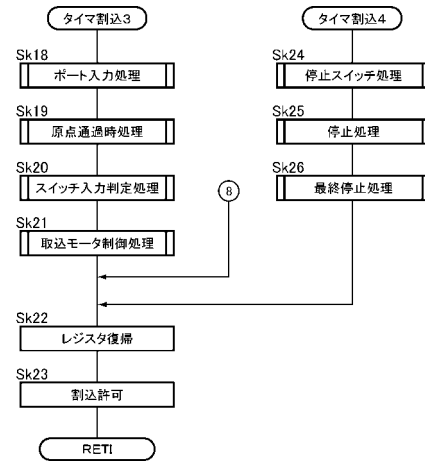 タイマ割込3
タイマ割込4
Sk18
ポート入力処理
Sk24
停止スイッチ処理
Sk19
原点通過時処理
Sk25
停止処理
Sk20
スイッチ入力判定処理
Sk26
最終停止処理
8
Sk21
取込モータ制御処理
Sk22
レジスタ復帰
Sk23
割込許可
RETI